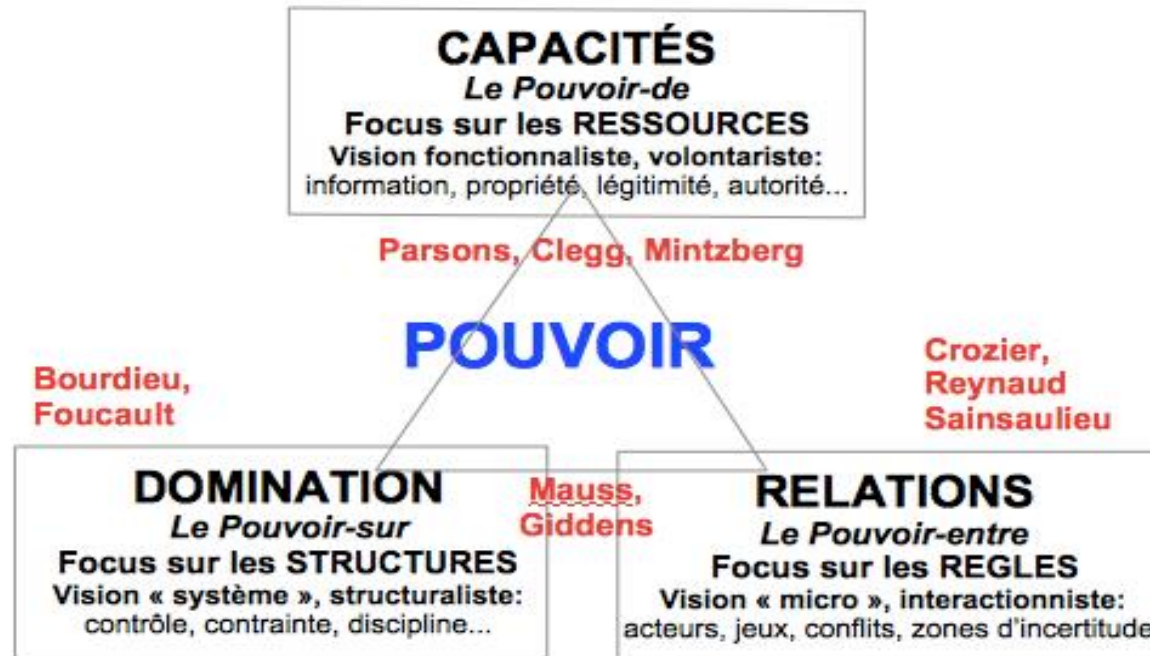 CAPACITÉS
Le Pouvoir-de
Focus sur les RESSOURCES
Vision fonctionnaliste, volontariste:
information, propriété, légitimité, autorité...
Parsons, Clegg, Mintzberg
POUVOIR
Bourdieu,
Foucault
Crozier,
Reynaud
Sainsaulieu
DOMINATION
Le Pouvoir-sur
Focus sur les STRUCTURES
Vision « système », structuraliste:
contrôle, contrainte, discipline...
Mauss,
Giddens
RELATIONS
Le Pouvoir-entre
Focus sur les REGLES
Vision « micro », interactionniste:
acteurs, jeux, conflits, zones d'incertitude